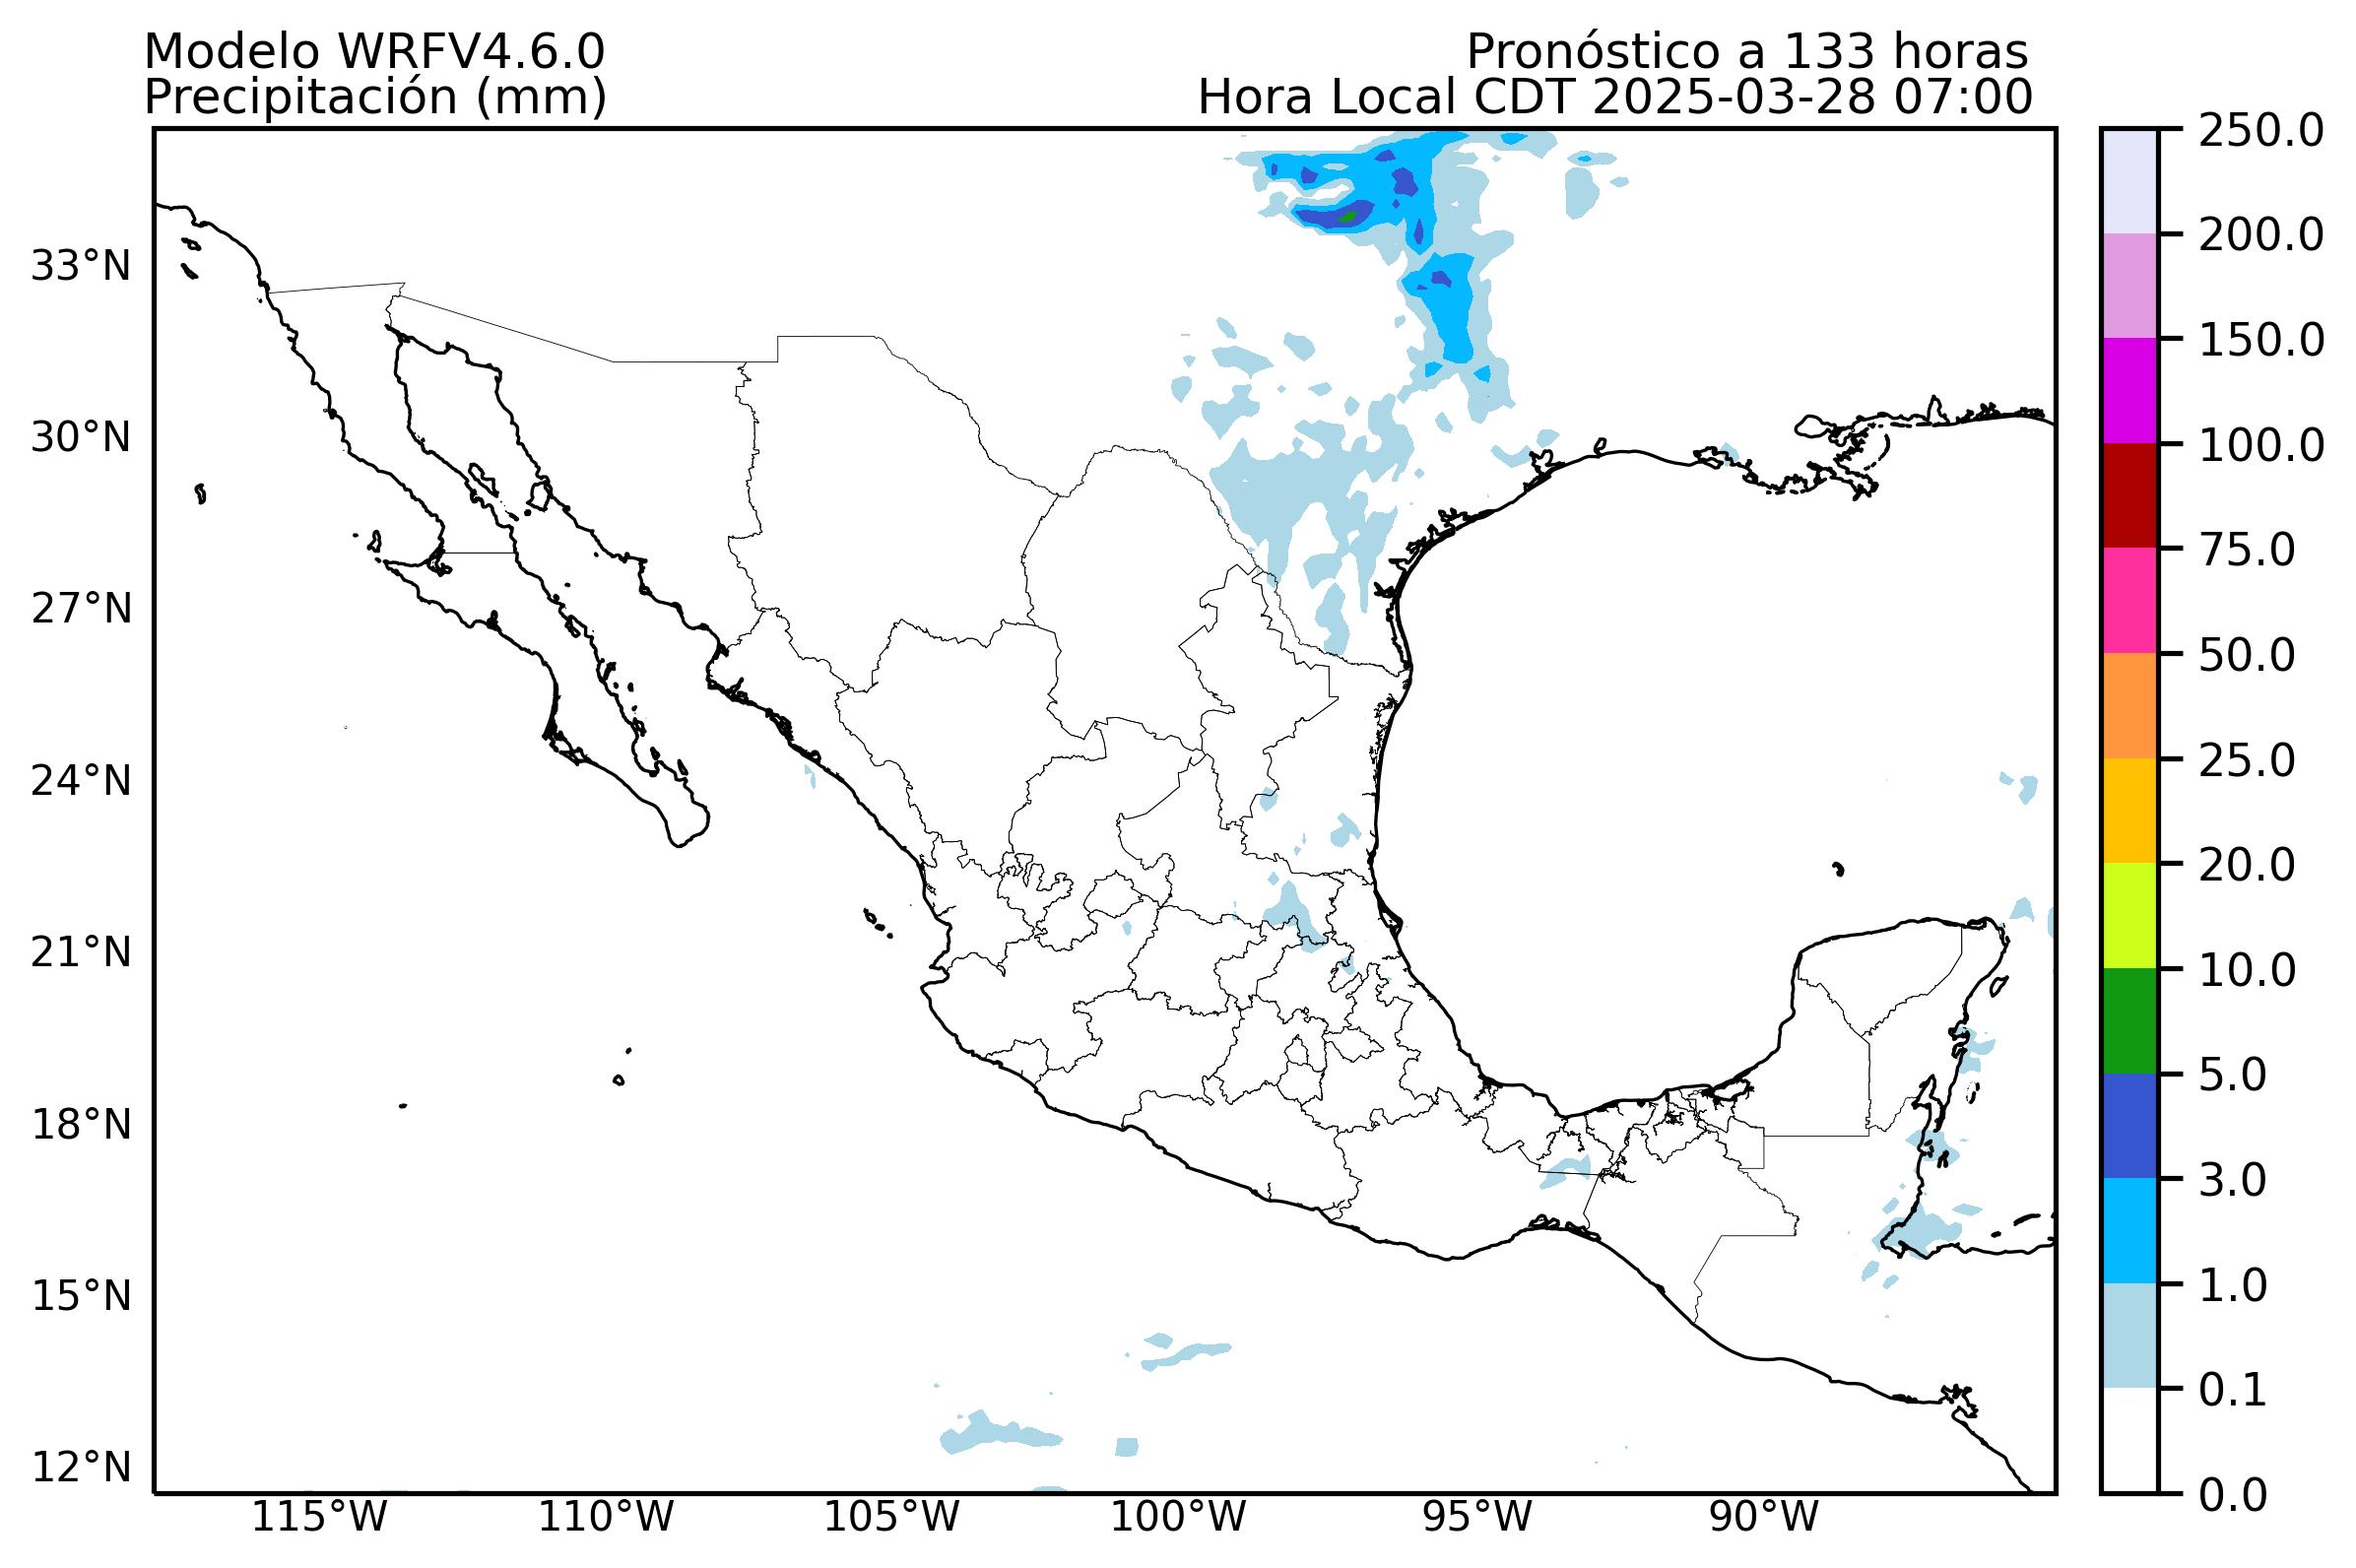 Modelo WRFV4.6.0
Pronóstico a 133 horas
Precipitación (mm)
Hora Local CDT 2025-03-28 07:00
33°N
30°N
27°N
24°N
21°N
18°N
15°N
12°N
115°W
110°W
105°W
100°W
95°W
90°W
250.0
200.0
150.0
100.0
75.0
50.0
25.0
20.0
10.0
5.0
3.0
1.0
0.1
0.0